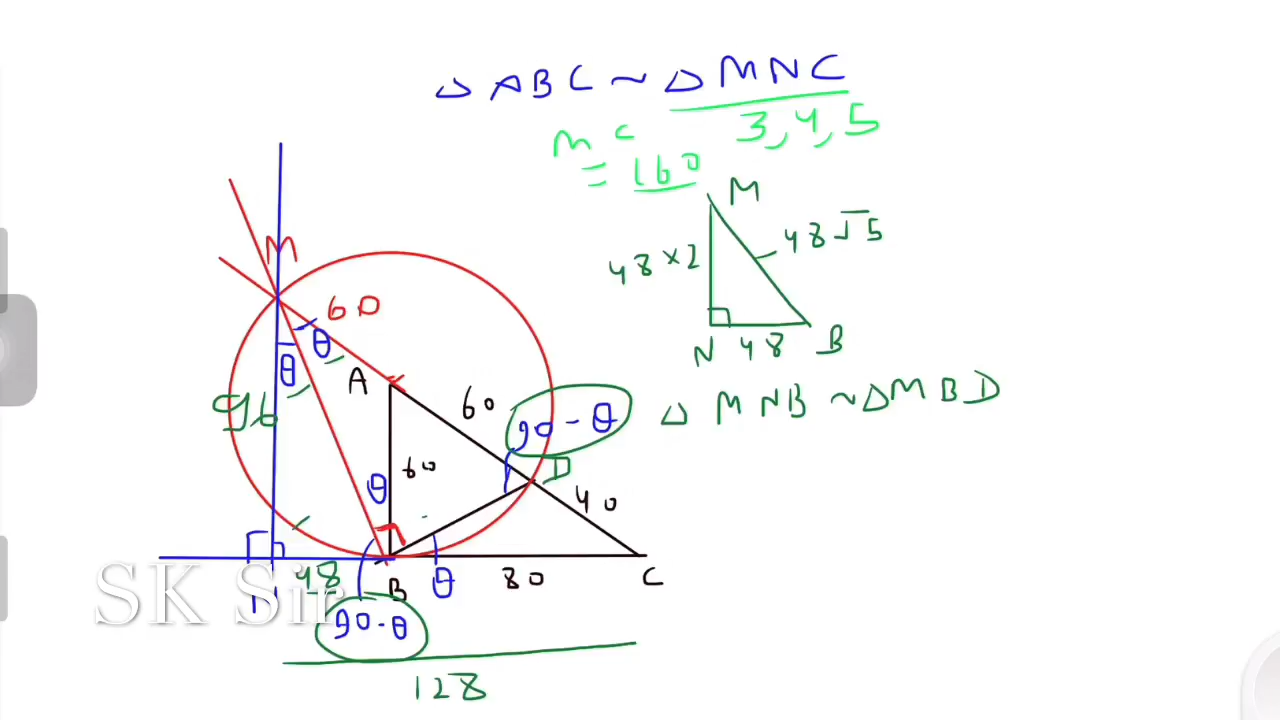 △ ABC ~ △ MNC
3, 4, 5
MC
= 160
M
48×2
48√5
N
48
B
△ MNB ~ △ MBD
M
60
θ
θ
A
96
60
90 - θ
D
θ
60
40
48
B
θ
80
C
N
SK Sir
90 - θ
128